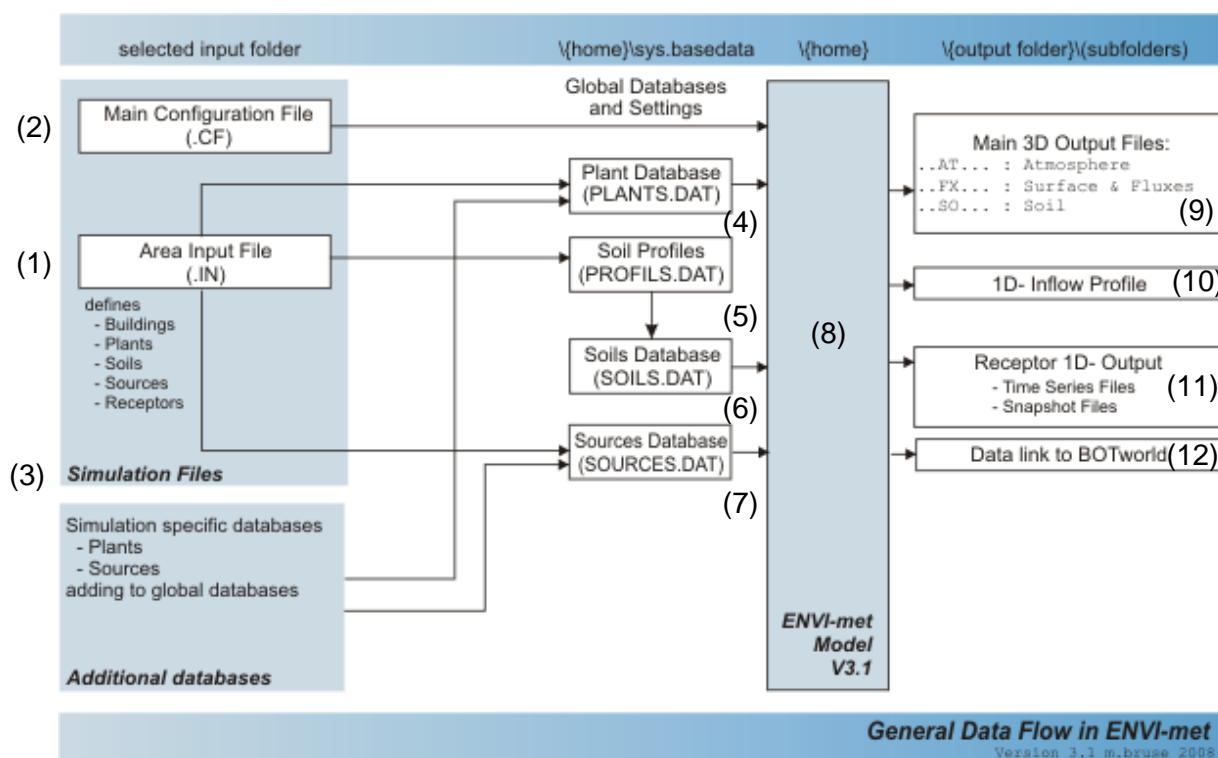 selected input folder
\{home}\sys.basedata
\{home}
\{output folder}\(subfolders)
Global Databases
and Settings
(2)
Main Configuration File
(.CF)
(1)
Area Input File
(.IN)
defines
- Buildings
- Plants
- Soils
- Sources
- Receptors
(3)
Simulation Files
Simulation specific databases
- Plants
- Sources
adding to global databases
Additional databases
Plant Database
(PLANTS.DAT)
(4)
Soil Profiles
(PROFILS.DAT)
(5)
Soils Database
(SOILS.DAT)
(6)
Sources Database
(SOURCES.DAT)
(7)
(8)
ENVI-met
Model
V3.1
Main 3D Output Files:
..AT... : Atmosphere
..FX... : Surface & Fluxes
..SO... : Soil
(9)
1D- Inflow Profile
(10)
Receptor 1D- Output
- Time Series Files
- Snapshot Files
(11)
Data link to BOTworld
(12)
General Data Flow in ENVI-met
Version 3.1 m.bruse 2008